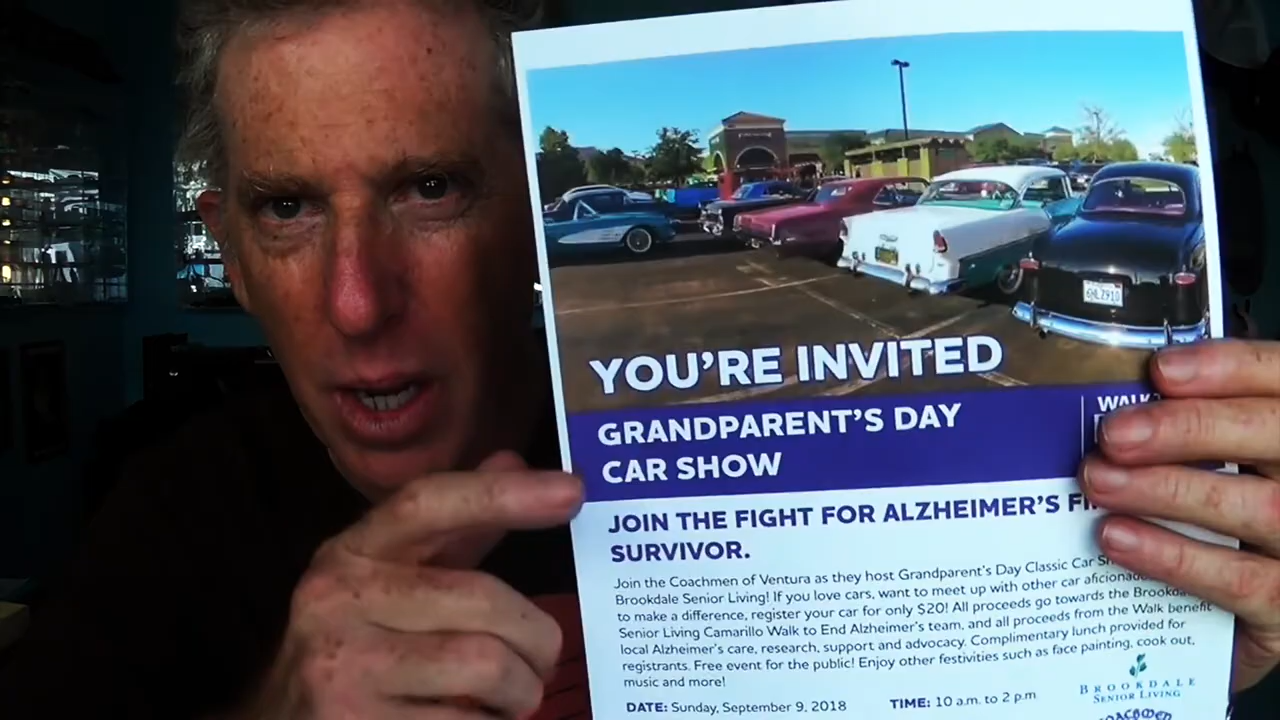 6HLZ910
YOU'RE INVITED
GRANDPARENT'S DAY
CAR SHOW
WALK
JOIN THE FIGHT FOR ALZHEIMER'S
SURVIVOR.
Join the Coachmen of Ventura as they host Grandparent's Day Classic Car
Brookdale Senior Living! If you love cars, want to meet up with other car
to make a difference, register your car for only $20! All proceeds go towards the
Senior Living Camarillo Walk to End Alzheimer's team, and all proceeds from the Walk benefit
local Alzheimer's care, research, support and advocacy. Complimentary lunch provided for
registrants. Free event for the public! Enjoy other festivities such as face painting, cook out,
music and more!
BROOKDALE
SENIOR LIVING
DATE: Sunday, September 9, 2018 TIME: 10 a.m. to 2 p.m
COACHMEN